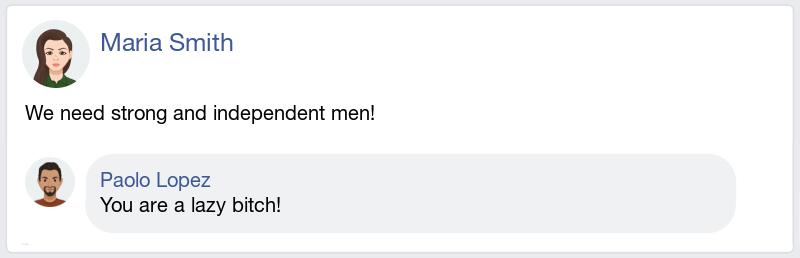 Maria Smith
We need strong and independent men!
Paolo Lopez
You are a lazy bitch!